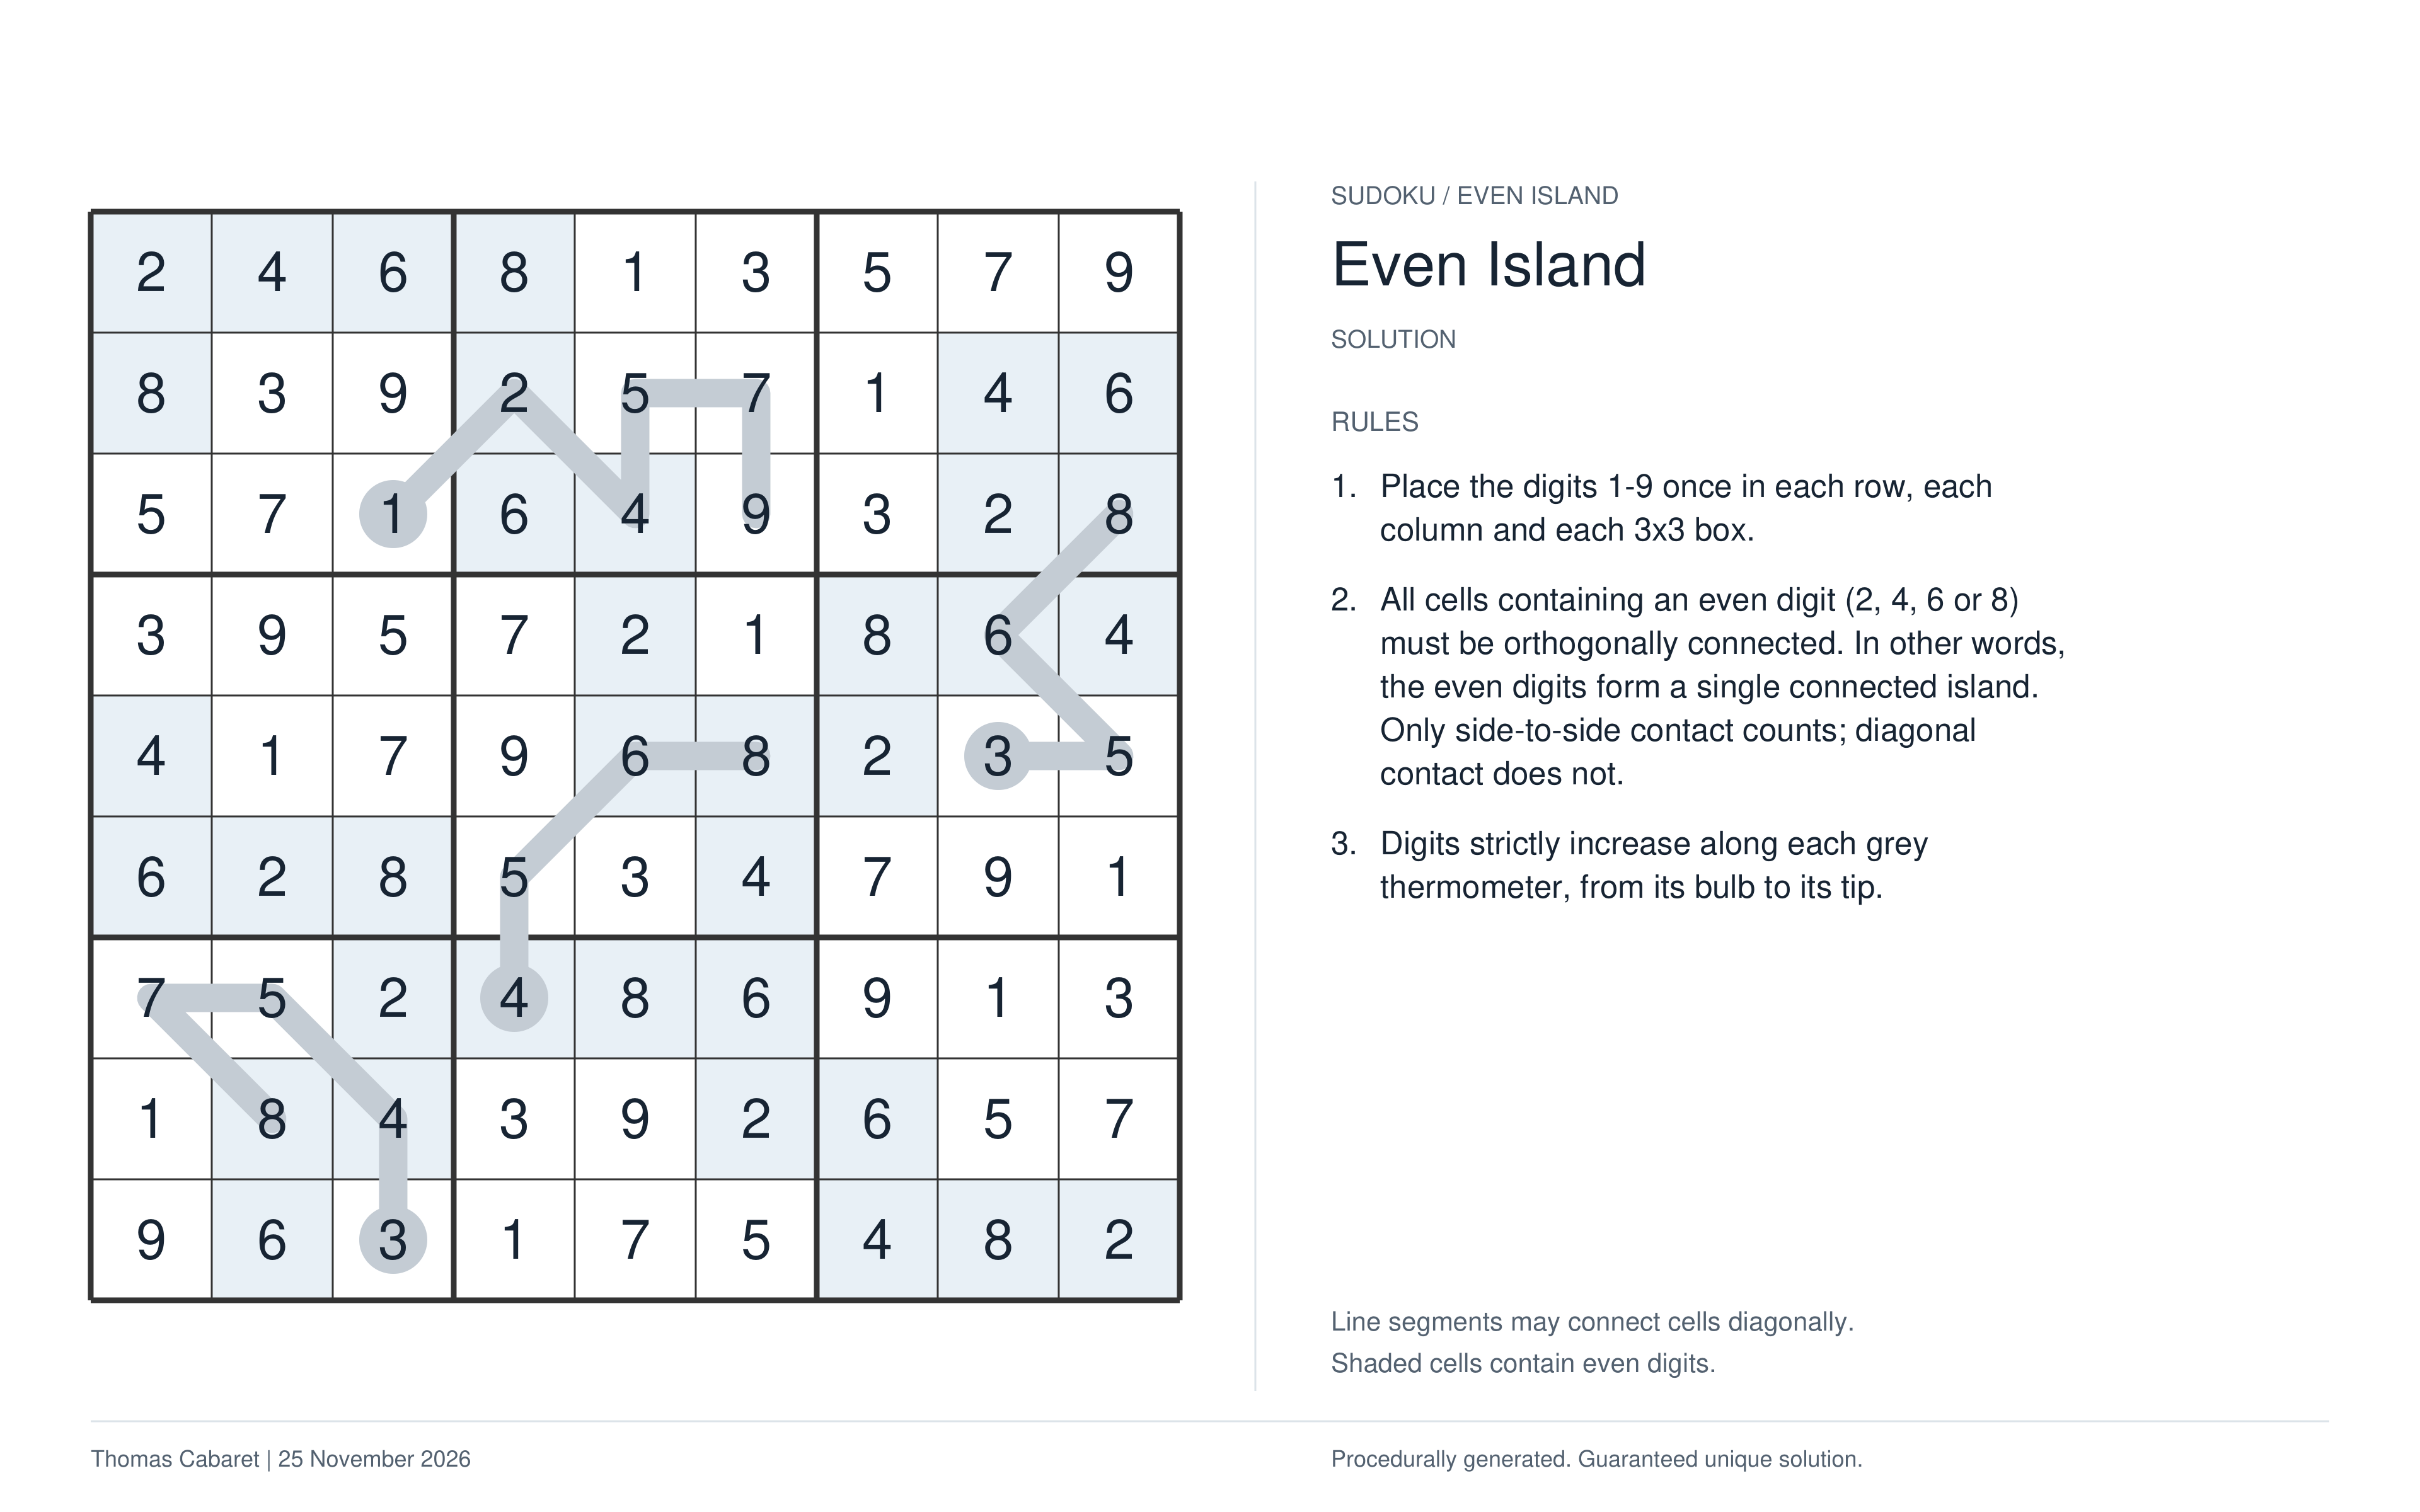 2 4 6 8 1 3 5 7 9
8 3 9 2 5 7 1 4 6
5 7 1 6 4 9 3 2 8
3 9 5 7 2 1 8 6 4
4 1 7 9 6 8 2 3 5
6 2 8 5 3 4 7 9 1
7 5 2 4 8 6 9 1 3
1 8 4 3 9 2 6 5 7
9 6 3 1 7 5 4 8 2
SUDOKU / EVEN ISLAND
Even Island
SOLUTION
RULES
1. Place the digits 1-9 once in each row, each
column and each 3x3 box.
2. All cells containing an even digit (2, 4, 6 or 8)
must be orthogonally connected. In other words,
the even digits form a single connected island.
Only side-to-side contact counts; diagonal
contact does not.
3. Digits strictly increase along each grey
thermometer, from its bulb to its tip.
Line segments may connect cells diagonally.
Shaded cells contain even digits.
Thomas Cabaret | 25 November 2026
Procedurally generated. Guaranteed unique solution.